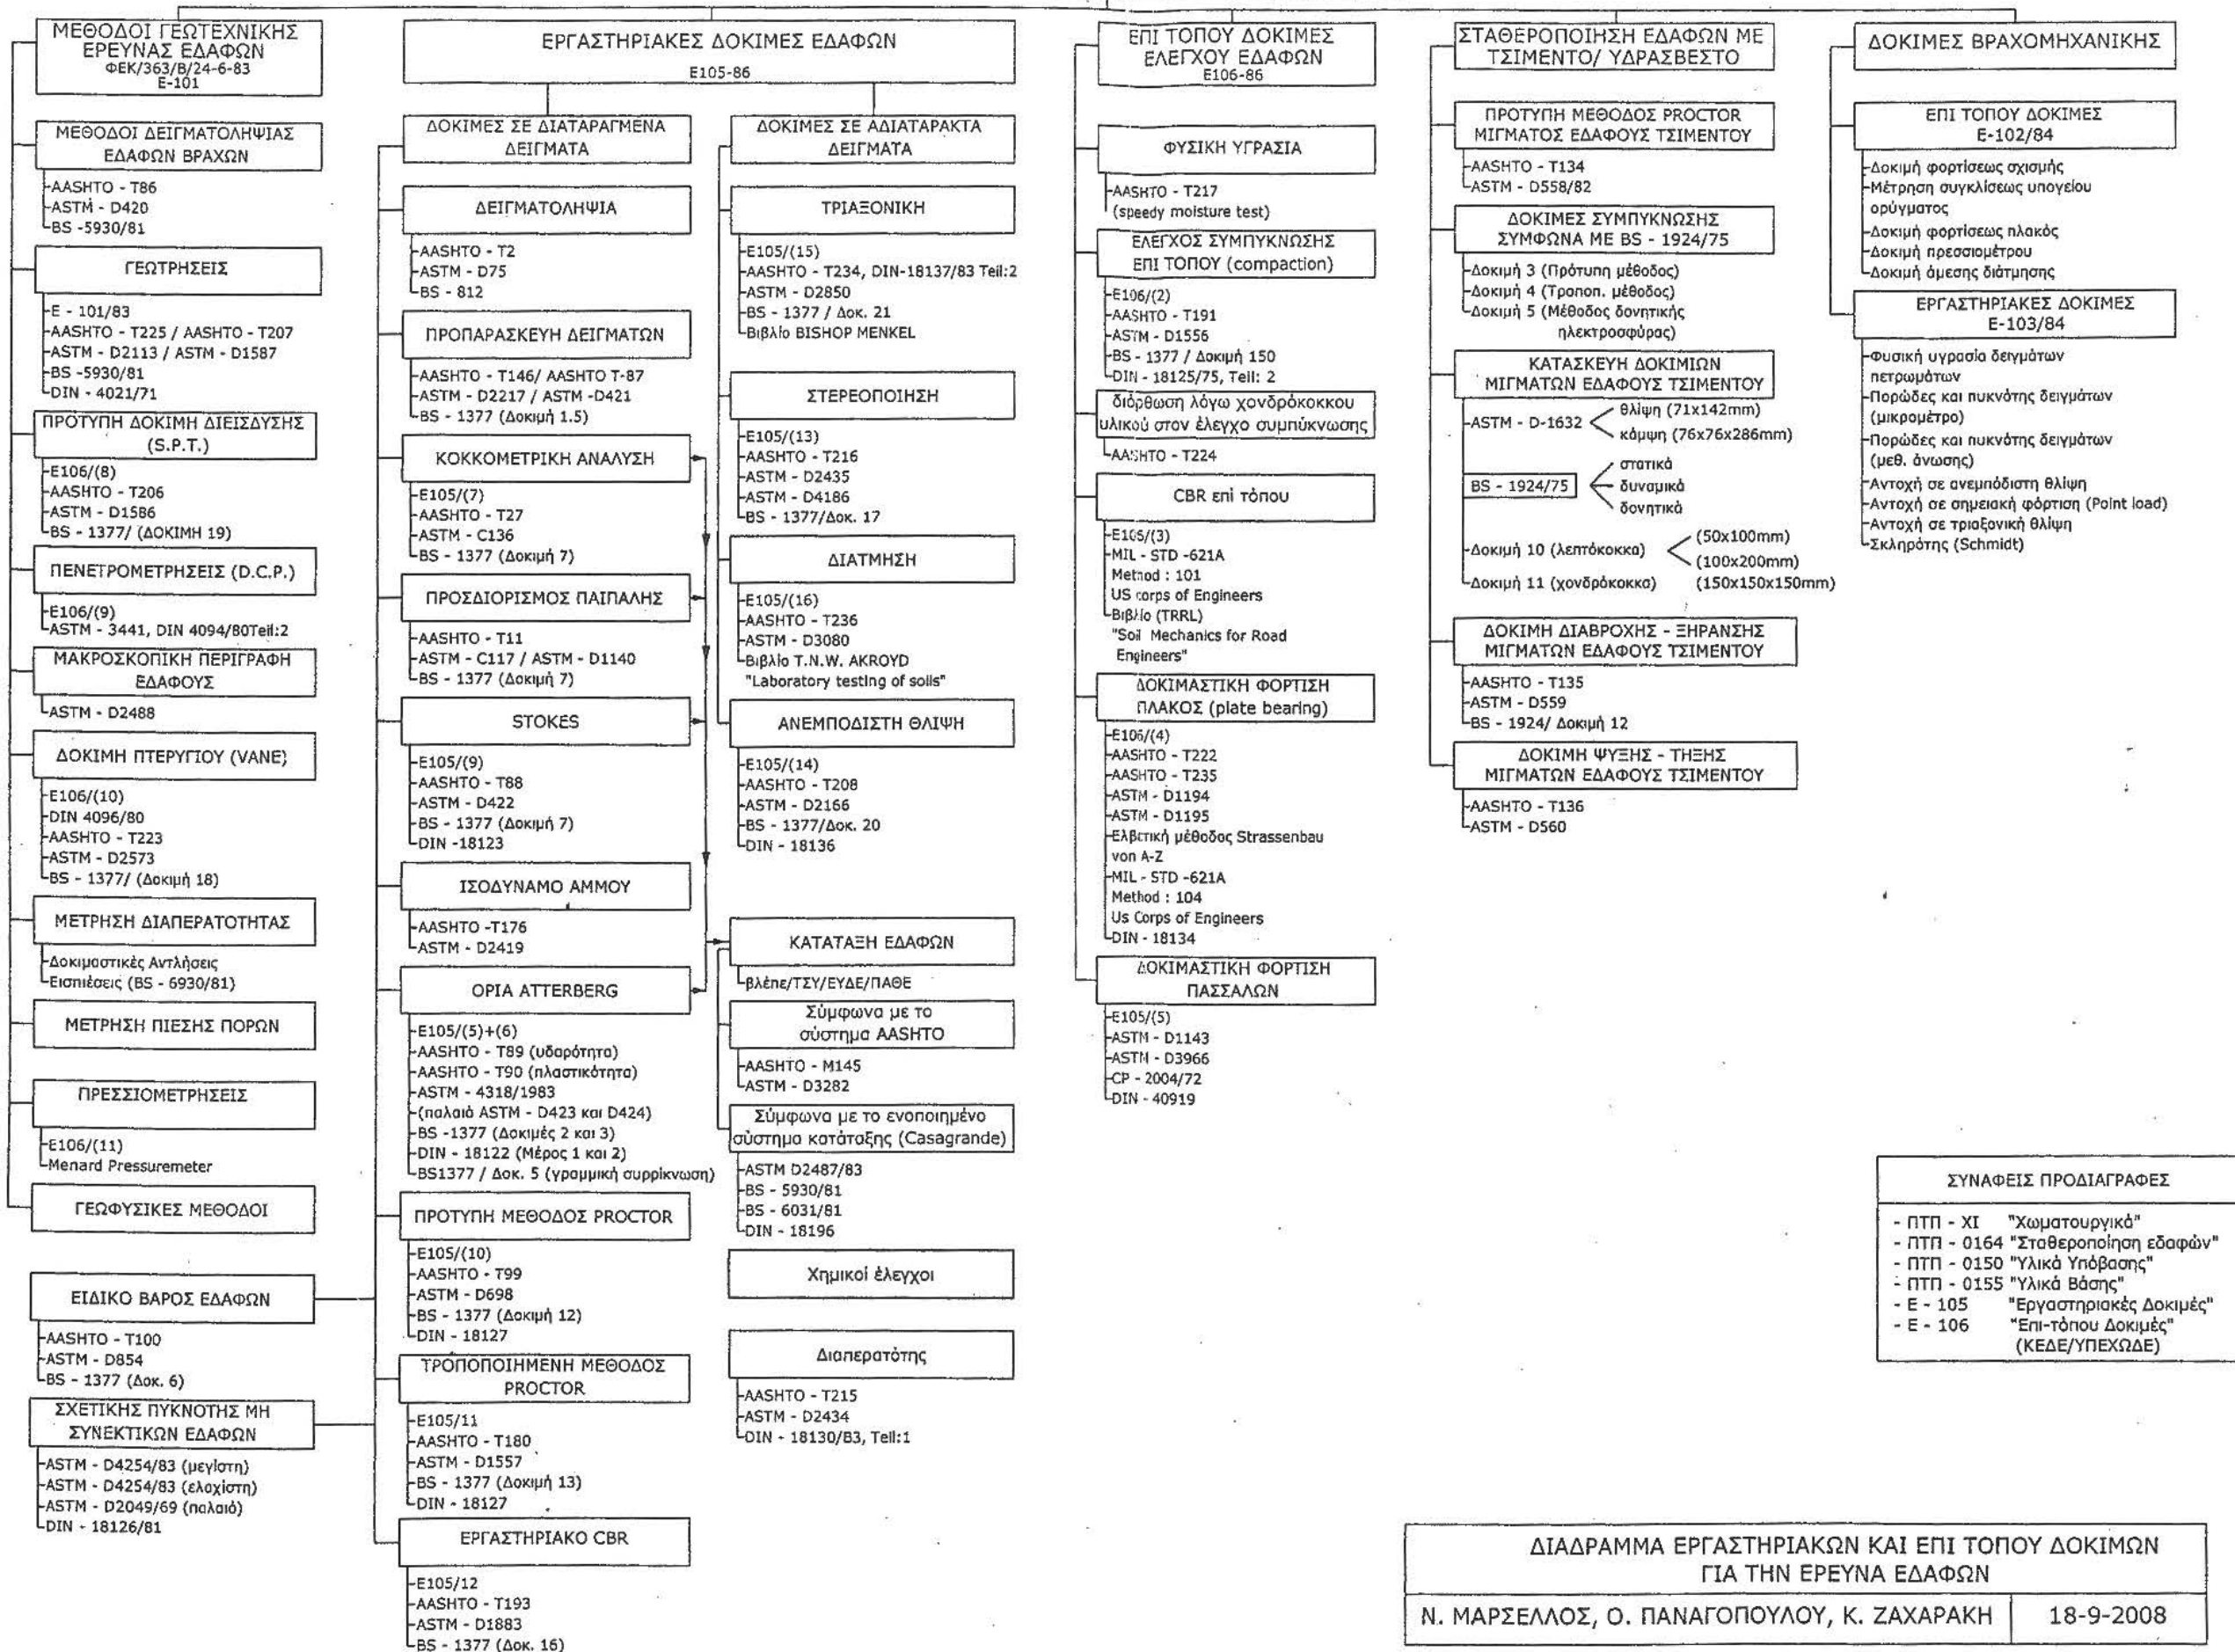 ΜΕΘΟΔΟΙ ΓΕΩΤΕΧΝΙΚΗΣ
ΕΡΕΥΝΑΣ ΕΔΑΦΩΝ
ΦΕΚ/363/Β/24-6-83
Ε-101
ΜΕΘΟΔΟΙ ΔΕΙΓΜΑΤΟΛΗΨΙΑΣ
ΕΔΑΦΩΝ ΒΡΑΧΩΝ
AASHTO - T86
ASTM - D420
BS -5930/81
ΓΕΩΤΡΗΣΕΙΣ
E - 101/83
AASHTO - T225 / AASHTO - T207
ASTM - D2113 / ASTM - D1587
BS -5930/81
DIN - 4021/71
ΠΡΟΤΥΠΗ ΔΟΚΙΜΗ ΔΙΕΙΣΔΥΣΗΣ
(S.P.T.)
E106/(8)
AASHTO - T206
ASTM - D1586
BS - 1377/ (ΔΟΚΙΜΗ 19)
ΠΕΝΕΤΡΟΜΕΤΡΗΣΕΙΣ (D.C.P.)
E106/(9)
ASTM - 3441, DIN 4094/80Teil:2
ΜΑΚΡΟΣΚΟΠΙΚΗ ΠΕΡΙΓΡΑΦΗ
ΕΔΑΦΟΥΣ
ASTM - D2488
ΔΟΚΙΜΗ ΠΤΕΡΥΓΙΟΥ (VANE)
E106/(10)
DIN 4096/80
AASHTO - T223
ASTM - D2573
BS - 1377/ (Δοκιμή 18)
ΜΕΤΡΗΣΗ ΔΙΑΠΕΡΑΤΟΤΗΤΑΣ
Δοκιμαστικές Αντλήσεις
Εισπιέσεις (BS - 6930/81)
ΜΕΤΡΗΣΗ ΠΙΕΣΗΣ ΠΟΡΩΝ
ΠΡΕΣΣΙΟΜΕΤΡΗΣΕΙΣ
E106/(11)
Menard Pressuremeter
ΓΕΩΦΥΣΙΚΕΣ ΜΕΘΟΔΟΙ
ΕΙΔΙΚΟ ΒΑΡΟΣ ΕΔΑΦΩΝ
AASHTO - T100
ASTM - D854
BS - 1377 (Δοκ. 6)
ΣΧΕΤΙΚΗΣ ΠΥΚΝΟΤΗΣ ΜΗ
ΣΥΝΕΚΤΙΚΩΝ ΕΔΑΦΩΝ
ASTM - D4254/83 (μεγίστη)
ASTM - D4254/83 (ελαχίστη)
ASTM - D2049/69 (παλαιό)
DIN - 18126/81
ΕΡΓΑΣΤΗΡΙΑΚΕΣ ΔΟΚΙΜΕΣ ΕΔΑΦΩΝ
E105-86
ΔΟΚΙΜΕΣ ΣΕ ΔΙΑΤΑΡΑΓΜΕΝΑ
ΔΕΙΓΜΑΤΑ
ΔΕΙΓΜΑΤΟΛΗΨΙΑ
AASHTO - T2
ASTM - D75
BS - 812
ΠΡΟΠΑΡΑΣΚΕΥΗ ΔΕΙΓΜΑΤΩΝ
AASHTO - T146/ AASHTO T-87
ASTM - D2217 / ASTM -D421
BS - 1377 (Δοκιμή 1.5)
ΚΟΚΚΟΜΕΤΡΙΚΗ ΑΝΑΛΥΣΗ
E105/(7)
AASHTO - T27
ASTM - C136
BS - 1377 (Δοκιμή 7)
ΠΡΟΣΔΙΟΡΙΣΜΟΣ ΠΑΙΠΑΛΗΣ
AASHTO - T11
ASTM - C117 / ASTM - D1140
BS - 1377 (Δοκιμή 7)
STOKES
E105/(9)
AASHTO - T88
ASTM - D422
BS - 1377 (Δοκιμή 7)
DIN -18123
ΙΣΟΔΥΝΑΜΟ ΑΜΜΟΥ
AASHTO -T176
ASTM - D2419
ΟΡΙΑ ATTERBERG
E105/(5)+(6)
AASHTO - T89 (υδαρότητα)
AASHTO - T90 (πλαστικότητα)
ASTM - 4318/1983
(παλαιό ASTM - D423 και D424)
BS -1377 (Δοκιμές 2 και 3)
DIN - 18122 (Μέρος 1 και 2)
BS1377 / Δοκ. 5 (γραμμική συρρίκνωση)
ΠΡΟΤΥΠΗ ΜΕΘΟΔΟΣ PROCTOR
E105/(10)
AASHTO - T99
ASTM - D698
BS - 1377 (Δοκιμή 12)
DIN - 18127
ΤΡΟΠΟΠΟΙΗΜΕΝΗ ΜΕΘΟΔΟΣ
PROCTOR
E105/11
AASHTO - T180
ASTM - D1557
BS - 1377 (Δοκιμή 13)
DIN - 18127
ΕΡΓΑΣΤΗΡΙΑΚΟ CBR
E105/12
AASHTO - T193
ASTM - D1883
BS - 1377 (Δοκ. 16)
ΔΟΚΙΜΕΣ ΣΕ ΑΔΙΑΤΑΡΑΚΤΑ
ΔΕΙΓΜΑΤΑ
ΤΡΙΑΞΟΝΙΚΗ
E105/(15)
AASHTO - T234, DIN-18137/83 Teil:2
ASTM - D2850
BS - 1377 / Δοκ. 21
Βιβλίο BISHOP MENKEL
ΣΤΕΡΕΟΠΟΙΗΣΗ
E105/(13)
AASHTO - T216
ASTM - D2435
ASTM - D4186
BS - 1377/Δοκ. 17
ΔΙΑΤΜΗΣΗ
E105/(16)
AASHTO - T236
ASTM - D3080
Βιβλίο T.N.W. AKROYD
"Laboratory testing of soils"
ΑΝΕΜΠΟΔΙΣΤΗ ΘΛΙΨΗ
E105/(14)
AASHTO - T208
ASTM - D2166
BS - 1377/Δοκ. 20
DIN - 18136
ΚΑΤΑΤΑΞΗ ΕΔΑΦΩΝ
βλέπε/ΤΣΥ/ΕΥΔΕ/ΠΑΘΕ
Σύμφωνα με το
σύστημα AASHTO
AASHTO - M145
ASTM - D3282
Σύμφωνα με το ενοποιημένο
σύστημα κατάταξης (Casagrande)
ASTM D2487/83
BS - 5930/81
BS - 6031/81
DIN - 18196
Χημικοί έλεγχοι
Διαπερατότης
AASHTO - T215
ASTM - D2434
DIN - 18130/83, Teil:1
ΕΠΙ ΤΟΠΟΥ ΔΟΚΙΜΕΣ
ΕΛΕΓΧΟΥ ΕΔΑΦΩΝ
E106-86
ΦΥΣΙΚΗ ΥΓΡΑΣΙΑ
AASHTO - T217
(speedy moisture test)
ΕΛΕΓΧΟΣ ΣΥΜΠΥΚΝΩΣΗΣ
ΕΠΙ ΤΟΠΟΥ (compaction)
E106/(2)
AASHTO - T191
ASTM - D1556
BS - 1377 / Δοκιμή 150
DIN - 18125/75, Teil: 2
διόρθωση λόγω χονδρόκοκκου
υλικού στον έλεγχο συμπύκνωσης
AASHTO - T224
CBR επί τόπου
E106/(3)
MIL - STD -621A
Method : 101
US corps of Engineers
Βιβλίο (TRRL)
"Soil Mechanics for Road
Engineers"
ΔΟΚΙΜΑΣΤΙΚΗ ΦΟΡΤΙΣΗ
ΠΛΑΚΟΣ (plate bearing)
E106/(4)
AASHTO - T222
AASHTO - T235
ASTM - D1194
ASTM - D1195
Ελβετική μέθοδος Strassenbau
von A-Z
MIL - STD -621A
Method : 104
Us Corps of Engineers
DIN - 18134
ΔΟΚΙΜΑΣΤΙΚΗ ΦΟΡΤΙΣΗ
ΠΑΣΣΑΛΩΝ
E105/(5)
ASTM - D1143
ASTM - D3966
CP - 2004/72
DIN - 40919
ΣΤΑΘΕΡΟΠΟΙΗΣΗ ΕΔΑΦΩΝ ΜΕ
ΤΣΙΜΕΝΤΟ/ ΥΔΡΑΣΒΕΣΤΟ
ΠΡΟΤΥΠΗ ΜΕΘΟΔΟΣ PROCTOR
ΜΙΓΜΑΤΟΣ ΕΔΑΦΟΥΣ ΤΣΙΜΕΝΤΟΥ
AASHTO - T134
ASTM - D558/82
ΔΟΚΙΜΕΣ ΣΥΜΠΥΚΝΩΣΗΣ
ΣΥΜΦΩΝΑ ΜΕ BS - 1924/75
Δοκιμή 3 (Πρότυπη μέθοδος)
Δοκιμή 4 (Τροποπ. μέθοδος)
Δοκιμή 5 (Μέθοδος δονητικής
ηλεκτροσφύρας)
ΚΑΤΑΣΚΕΥΗ ΔΟΚΙΜΙΩΝ
ΜΙΓΜΑΤΩΝ ΕΔΑΦΟΥΣ ΤΣΙΜΕΝΤΟΥ
ASTM - D-1632
θλίψη (71x142mm)
κάμψη (76x76x286mm)
BS - 1924/75
στατικά
δυναμικά
δονητικά
Δοκιμή 10 (λεπτόκοκκα)
(50x100mm)
(100x200mm)
Δοκιμή 11 (χονδρόκοκκα) (150x150x150mm)
ΔΟΚΙΜΗ ΔΙΑΒΡΟΧΗΣ - ΞΗΡΑΝΣΗΣ
ΜΙΓΜΑΤΩΝ ΕΔΑΦΟΥΣ ΤΣΙΜΕΝΤΟΥ
AASHTO - T135
ASTM - D559
BS - 1924/ Δοκιμή 12
ΔΟΚΙΜΗ ΨΥΞΗΣ - ΤΗΞΗΣ
ΜΙΓΜΑΤΩΝ ΕΔΑΦΟΥΣ ΤΣΙΜΕΝΤΟΥ
AASHTO - T136
ASTM - D560
ΔΟΚΙΜΕΣ ΒΡΑΧΟΜΗΧΑΝΙΚΗΣ
ΕΠΙ ΤΟΠΟΥ ΔΟΚΙΜΕΣ
E-102/84
Δοκιμή φορτίσεως σχισμής
Μέτρηση συγκλίσεως υπογείου
ορύγματος
Δοκιμή φορτίσεως πλακός
Δοκιμή πρεσσιομέτρου
Δοκιμή άμεσης διάτμησης
ΕΡΓΑΣΤΗΡΙΑΚΕΣ ΔΟΚΙΜΕΣ
E-103/84
Φυσική υγρασία δειγμάτων
πετρωμάτων
Πορώδες και πυκνότης δειγμάτων
(μικρομέτρο)
Πορώδες και πυκνότης δειγμάτων
(μεθ. άνωσης)
Αντοχή σε ανεμπόδιστη θλίψη
Αντοχή σε σημειακή φόρτιση (Point load)
Αντοχή σε τριαξονική θλίψη
Σκληρότης (Schmidt)
ΣΥΝΑΦΕΙΣ ΠΡΟΔΙΑΓΡΑΦΕΣ
- ΠΤΠ - ΧΙ "Χωματουργικά"
- ΠΤΠ - 0164 "Σταθεροποίηση εδαφών"
- ΠΤΠ - 0150 "Υλικά Υπόβασης"
- ΠΤΠ - 0155 "Υλικά Βάσης"
- E - 105 "Εργαστηριακές Δοκιμές"
- E - 106 "Επι-τόπου Δοκιμές"
(ΚΕΔΕ/ΥΠΕΧΩΔΕ)
ΔΙΑΔΡΑΜΜΑ ΕΡΓΑΣΤΗΡΙΑΚΩΝ ΚΑΙ ΕΠΙ ΤΟΠΟΥ ΔΟΚΙΜΩΝ
ΓΙΑ ΤΗΝ ΕΡΕΥΝΑ ΕΔΑΦΩΝ
Ν. ΜΑΡΣΕΛΛΟΣ, Ο. ΠΑΝΑΓΟΠΟΥΛΟΥ, Κ. ΖΑΧΑΡΑΚΗ
18-9-2008